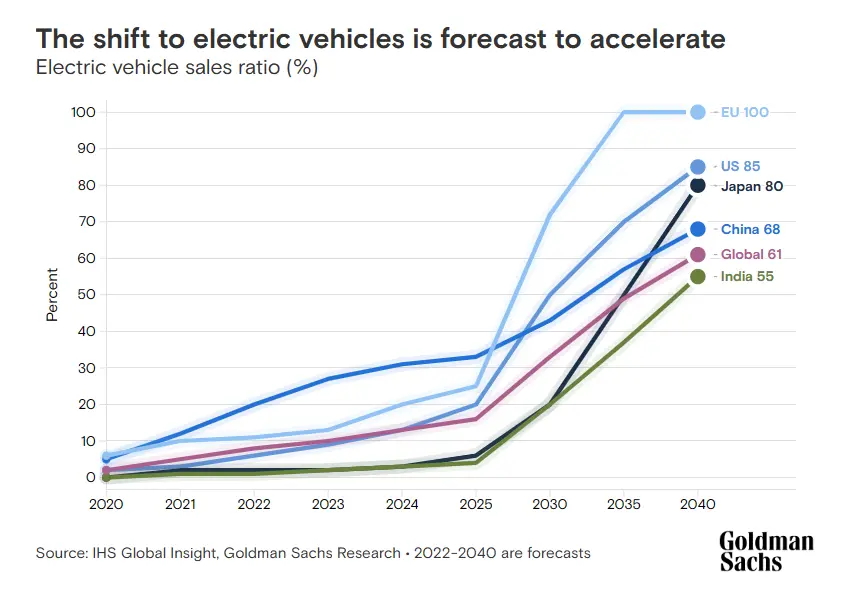 The shift to electric vehicles is forecast to accelerate
Electric vehicle sales ratio (%)
100
90
80
70
60
50
40
30
20
10
0
Percent
EU 100
US 85
Japan 80
China 68
Global 61
India 55
2020 2021 2022 2023 2024 2025 2030 2035 2040
Source: IHS Global Insight, Goldman Sachs Research • 2022-2040 are forecasts
Goldman
Sachs